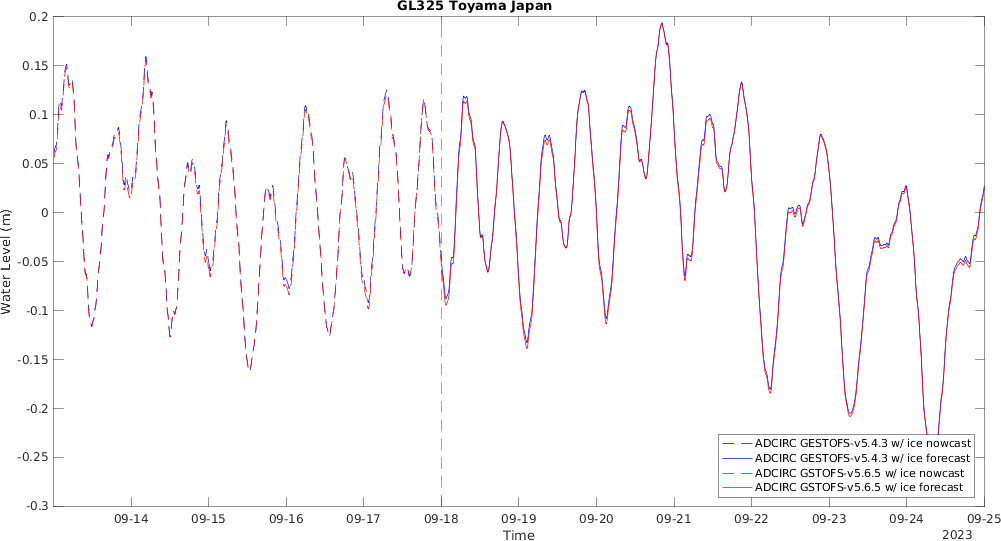 GL325 Toyama Japan
0.2
0.15
0.1
0.05
0
-0.05
-0.1
-0.15
-0.2
-0.25
-0.3
Water Level (m)
ADCIRC GESTOFS-v5.4.3 w/ ice nowcast
ADCIRC GESTOFS-v5.4.3 w/ ice forecast
ADCIRC GSTOFS-v5.6.5 w/ ice nowcast
ADCIRC GSTOFS-v5.6.5 w/ ice forecast
09-14 09-15 09-16 09-17 09-18 09-19 09-20 09-21 09-22 09-23 09-24 09-25
Time
2023